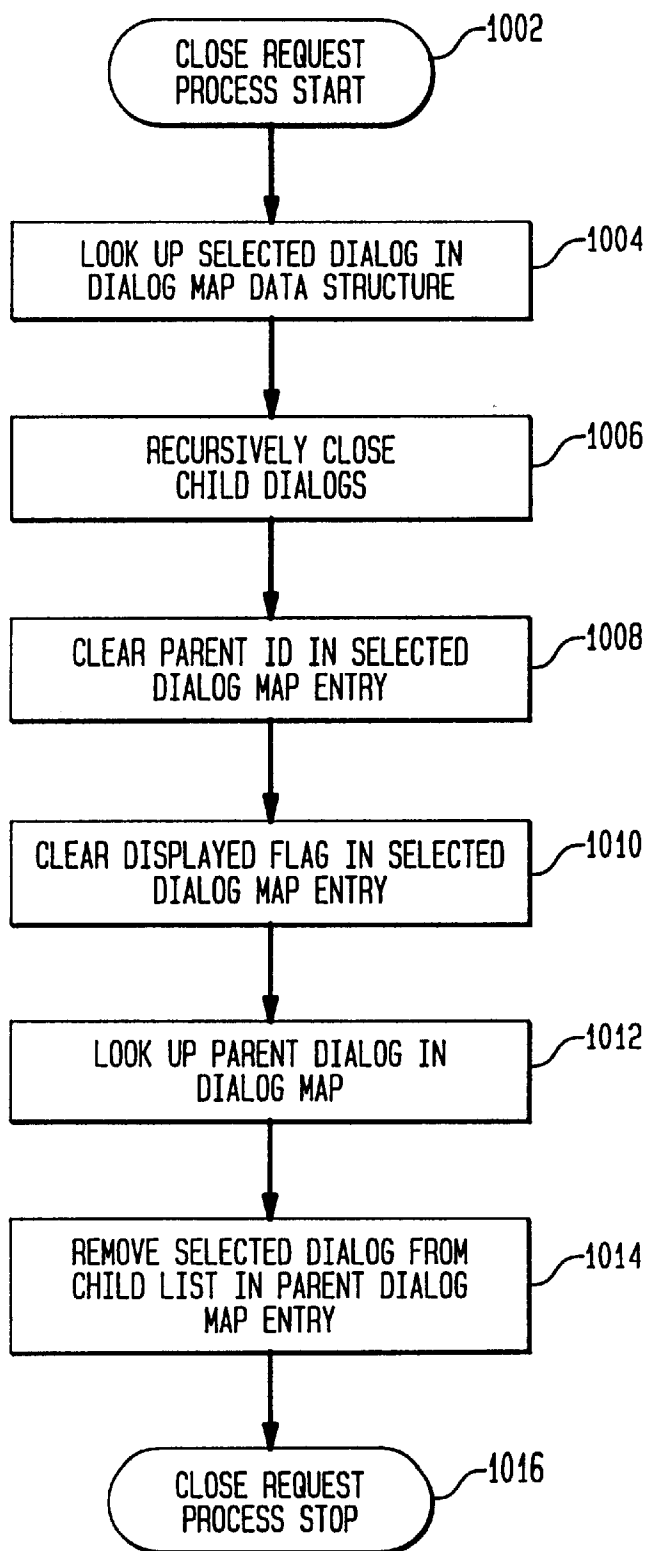 CLOSE REQUEST
PROCESS START
1002
LOOK UP SELECTED DIALOG IN
DIALOG MAP DATA STRUCTURE
1004
RECURSIVELY CLOSE
CHILD DIALOGS
1006
CLEAR PARENT ID IN SELECTED
DIALOG MAP ENTRY
1008
CLEAR DISPLAYED FLAG IN SELECTED
DIALOG MAP ENTRY
1010
LOOK UP PARENT DIALOG IN
DIALOG MAP
1012
REMOVE SELECTED DIALOG FROM
CHILD LIST IN PARENT DIALOG
MAP ENTRY
1014
CLOSE REQUEST
PROCESS STOP
1016